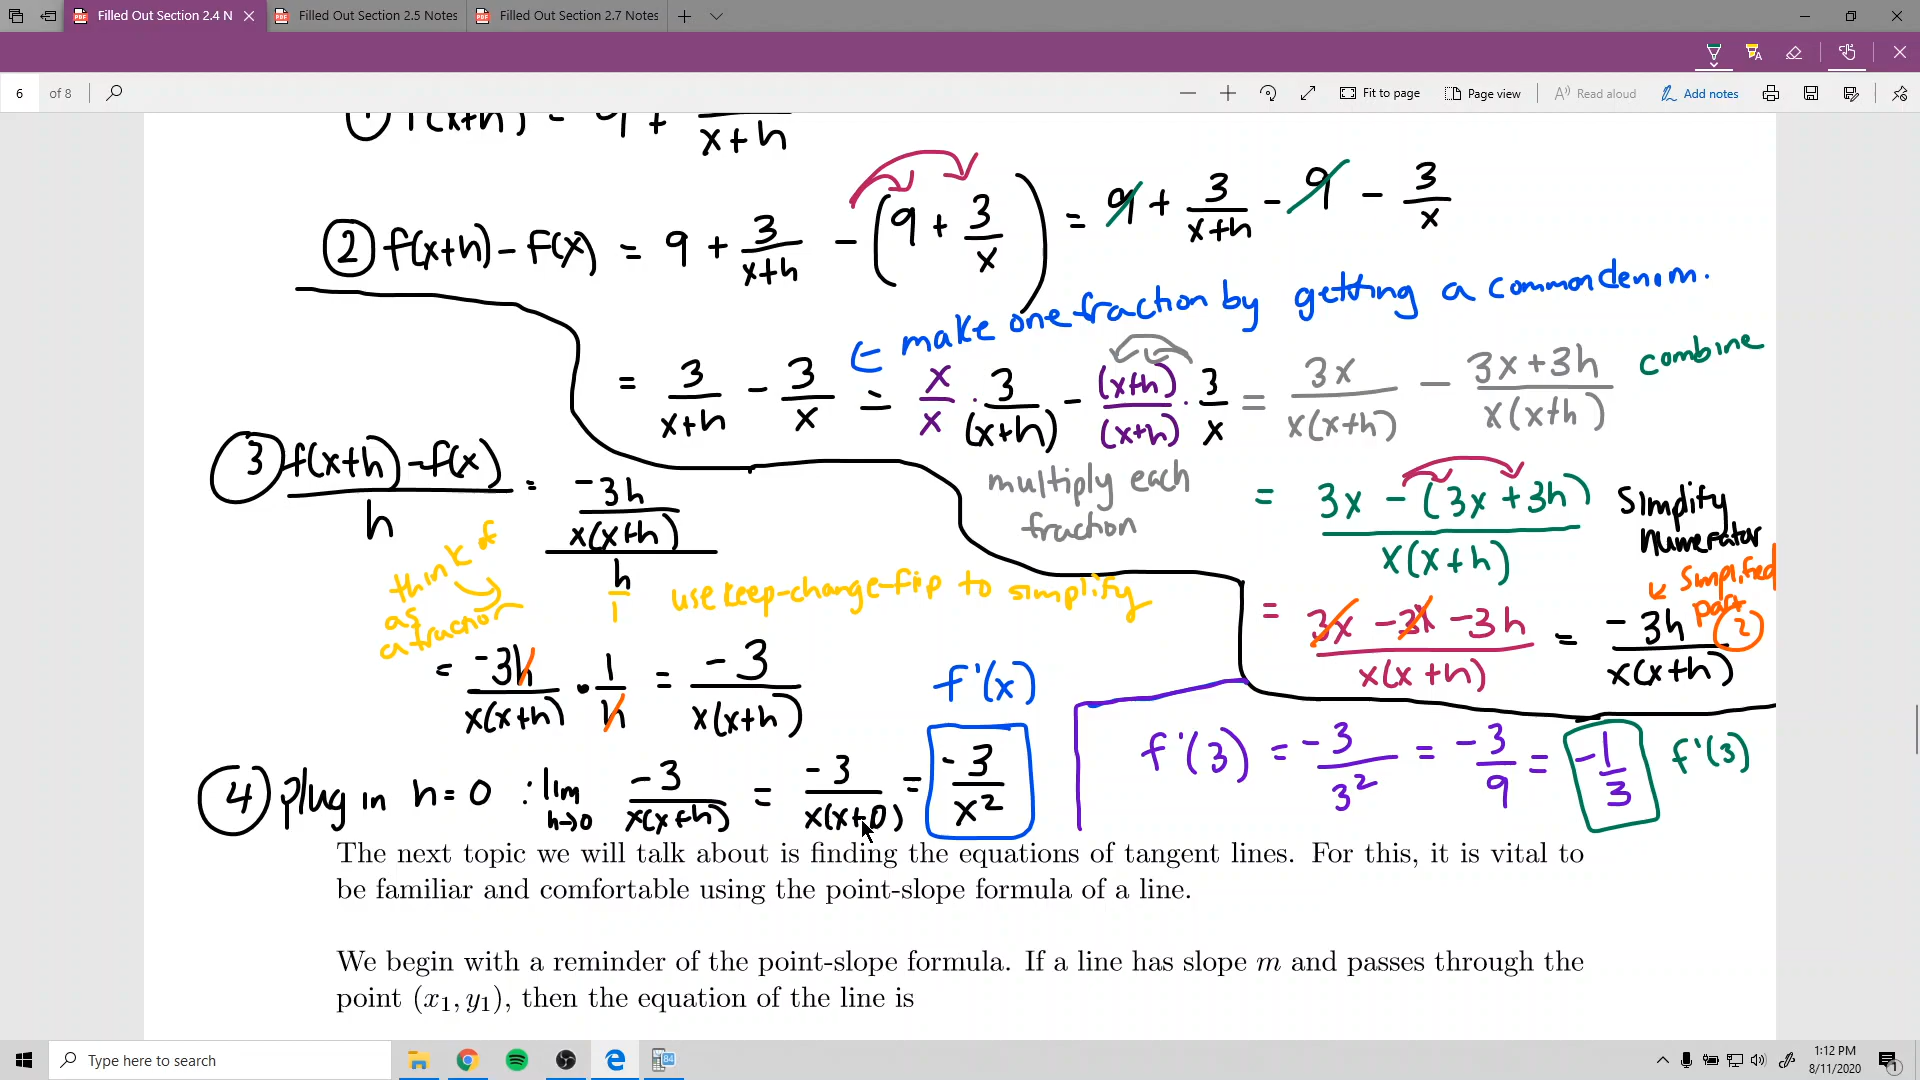 Filled Out Section 2.4 N
Filled Out Section 2.5 Notes
Filled Out Section 2.7 Notes
6 of 8
Fit to page
Page view
Read aloud
Add notes
① f(x+h) = 9 + 3/(x+h)
② f(x+h) - f(x) = 9 + 3/(x+h) - (9 + 3/x) = 9 + 3/(x+h) - 9 - 3/x
← make one fraction by getting a common denom.
= 3/(x+h) - 3/x = x/x · 3/(x+h) - (x+h)/(x+h) · 3/x = 3x/(x(x+h)) - (3x+3h)/(x(x+h)) combine
multiply each
fraction
= (3x - (3x+3h))/(x(x+h)) Simplify
Numerator
= (3x - 3x - 3h)/(x(x+h)) = -3h/(x(x+h))
↙ simplified
part ②
③ (f(x+h) - f(x))/h = (-3h/(x(x+h)))/(h/1)
think of
as
a fraction
use keep-change-flip to simplify
= -3h/(x(x+h)) · 1/h = -3/(x(x+h))
f'(x)
④ plug in h = 0 : lim h→0 -3/(x(x+h)) = -3/(x(x+0)) = -3/x²
f'(3) = -3/3² = -3/9 = -1/3 f'(3)
The next topic we will talk about is finding the equations of tangent lines. For this, it is vital to
be familiar and comfortable using the point-slope formula of a line.
We begin with a reminder of the point-slope formula. If a line has slope m and passes through the
point (x₁, y₁), then the equation of the line is
Type here to search
84
1:12 PM
8/11/2020
1